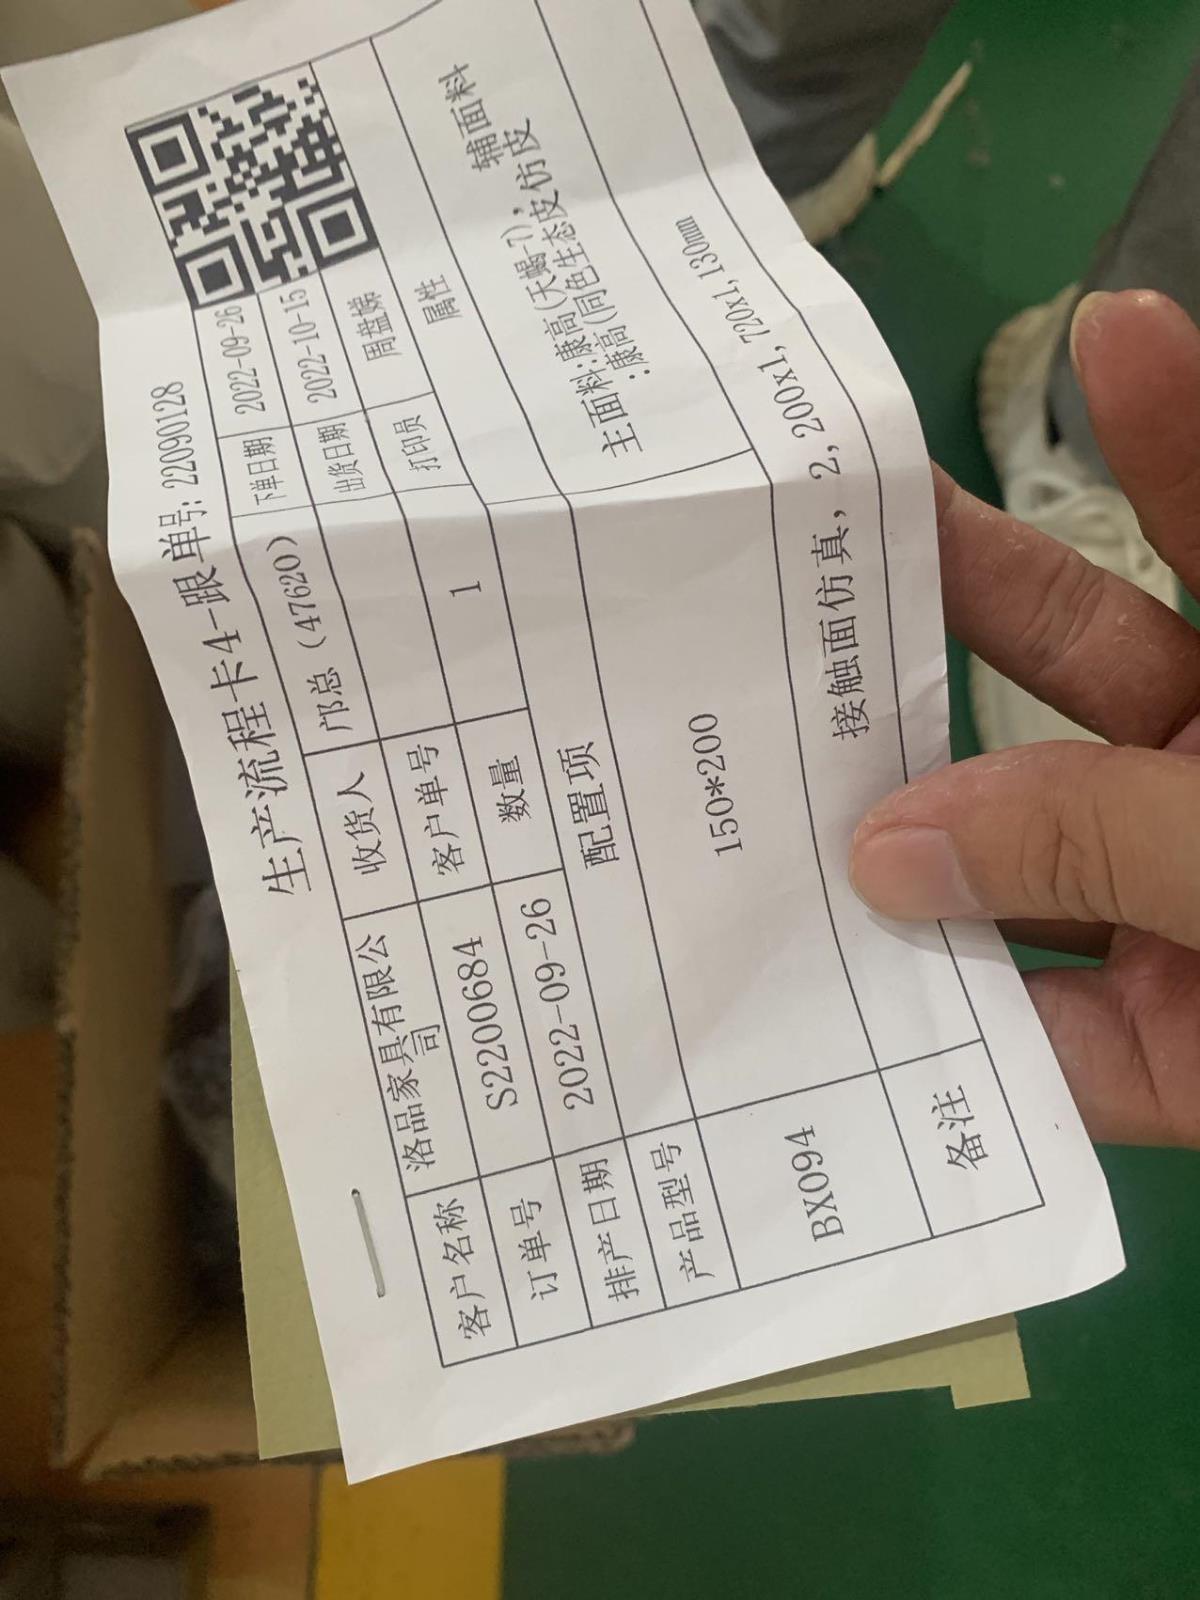 生产流程卡4-跟单号: 22090128
客户名称 洛品家具有限公司 收货人 邝总 (47620) 下单日期 2022-09-26
订单号 S2200684 客户单号 出货日期 2022-10-15
排产日期 2022-09-26 数量 1 打印员 周盘娣
产品型号 配置项 属性
BX094 150*200 主面料:康高(天蝎-7), 辅面料
:康高(同色生态皮仿皮
备注 接触面仿真, 2, 200x1, 720x1, 130mm